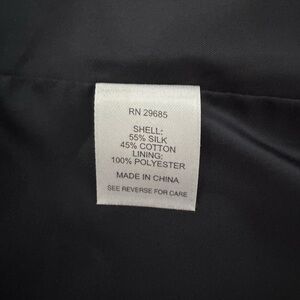 RN 29685
SHELL:
55% SILK
45% COTTON
LINING:
100% POLYESTER
MADE IN CHINA
SEE REVERSE FOR CARE